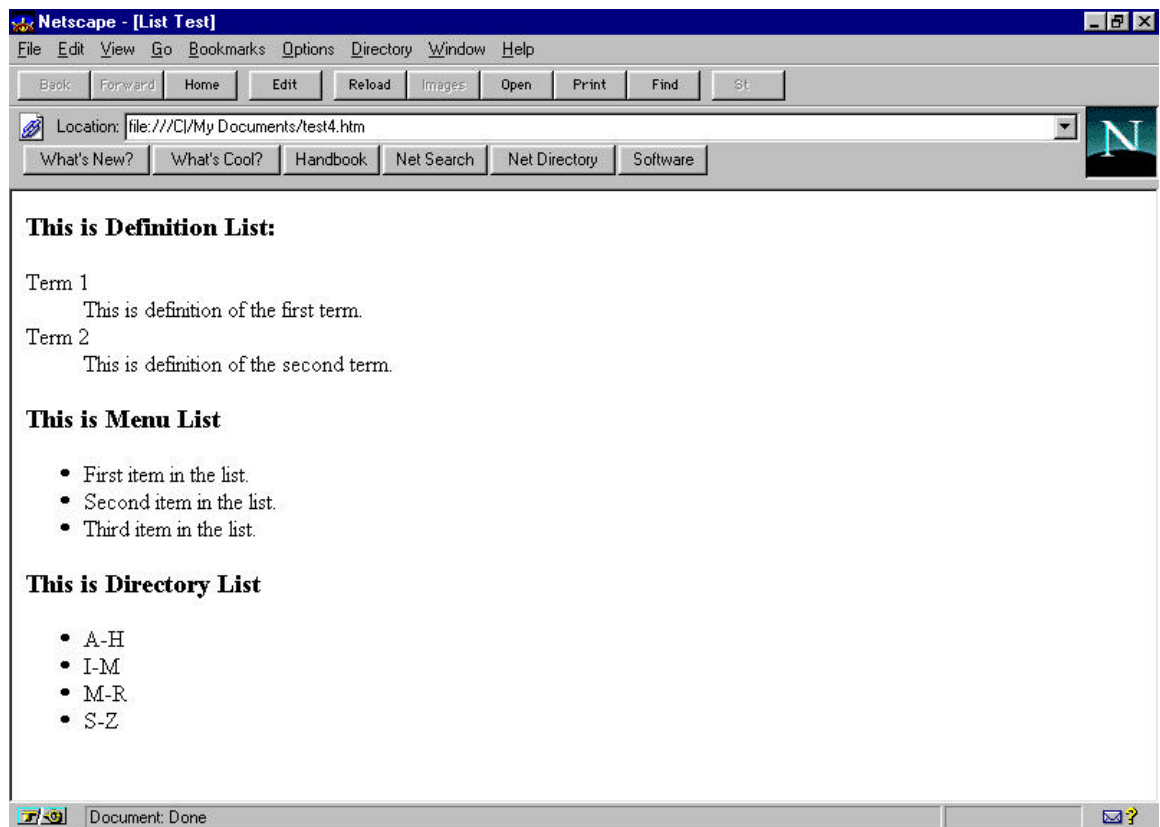 Netscape - [List Test]
File Edit View Go Bookmarks Options Directory Window Help
Back Forward Home Edit Reload Images Open Print Find St
Location: file:///C|/My Documents/test4.htm
N
What's New? What's Cool? Handbook Net Search Net Directory Software
This is Definition List:
Term 1
This is definition of the first term.
Term 2
This is definition of the second term.
This is Menu List
• First item in the list.
• Second item in the list.
• Third item in the list.
This is Directory List
• A-H
• I-M
• M-R
• S-Z
Document: Done